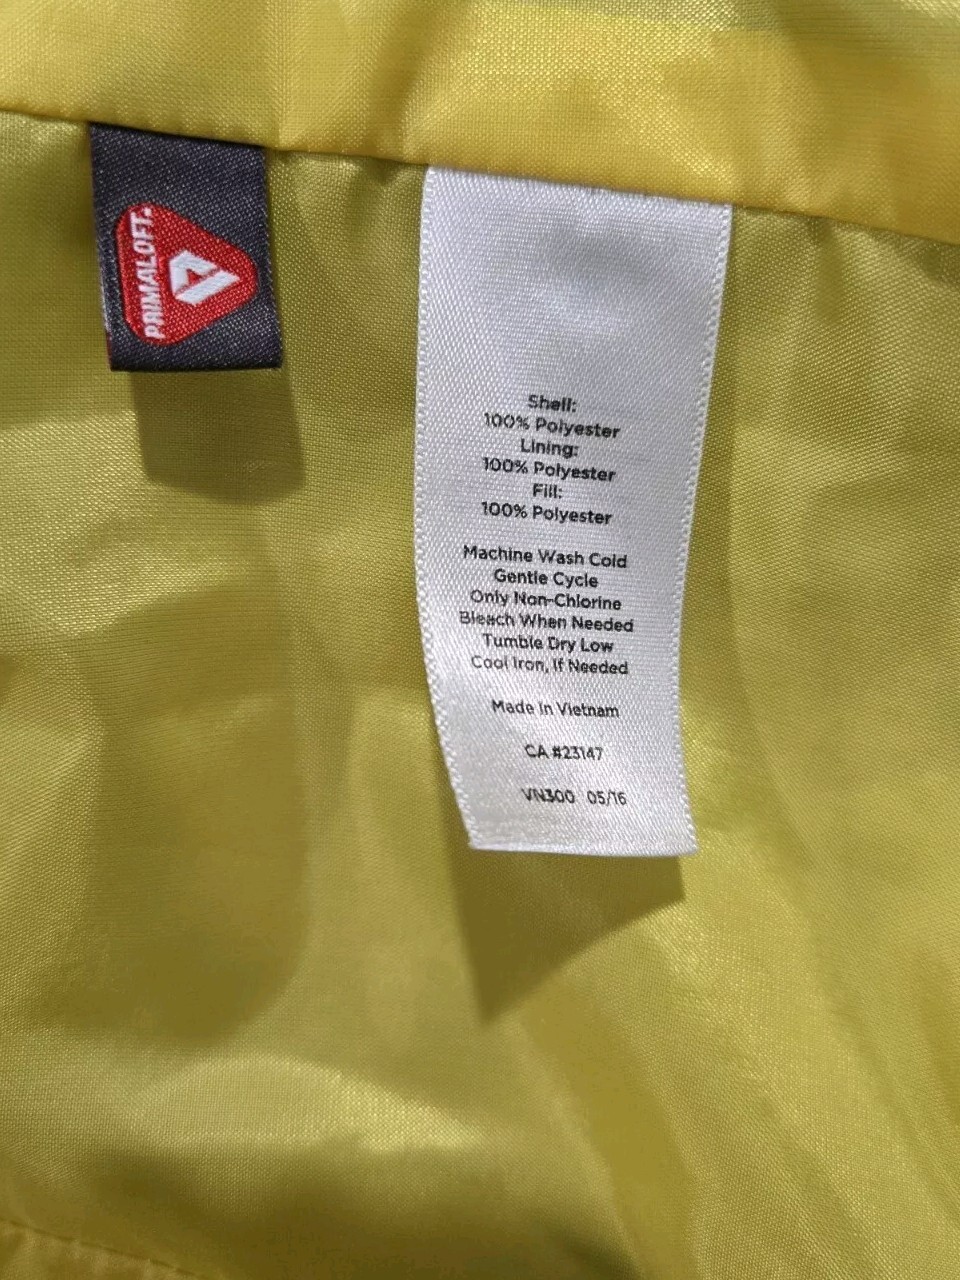 PRIMALOFT.
Shell:
100% Polyester
Lining:
100% Polyester
Fill:
100% Polyester
Machine Wash Cold
Gentle Cycle
Only Non-Chlorine
Bleach When Needed
Tumble Dry Low
Cool Iron, If Needed
Made In Vietnam
CA #23147
VN300 05/16